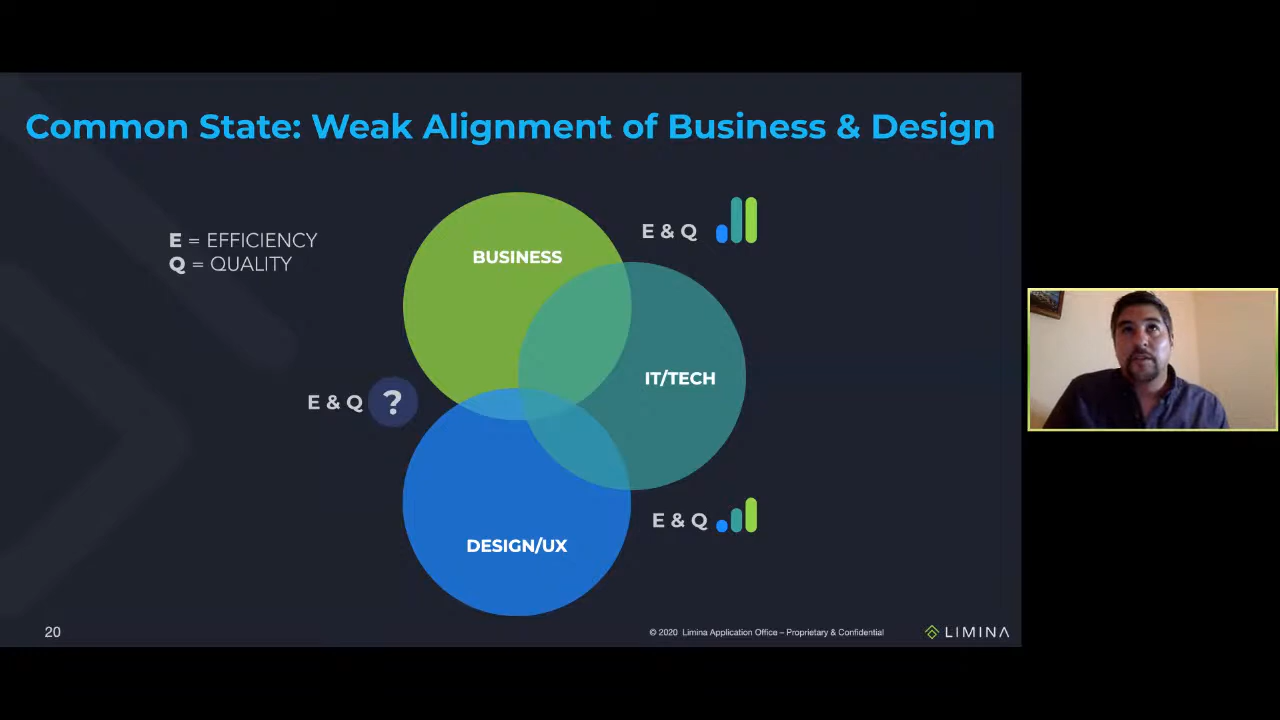 Common State: Weak Alignment of Business & Design
E = EFFICIENCY
Q = QUALITY
BUSINESS
E & Q
IT/TECH
E & Q ?
DESIGN/UX
E & Q
20
© 2020 Limina Application Office – Proprietary & Confidential
LIMINA